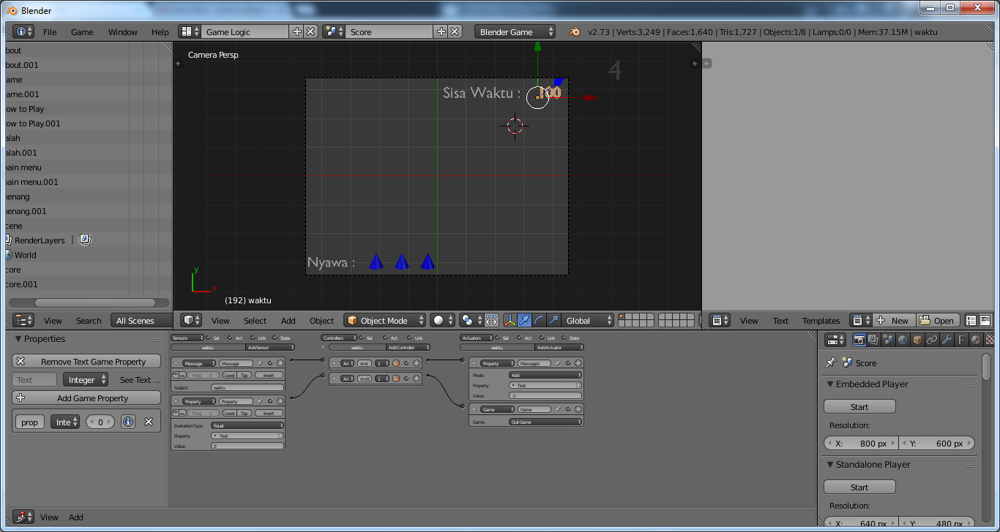 Blender
File Game Window Help Game Logic Score Blender Game v2.73 | Verts:3,249 | Faces:1,640 | Tris:1,727 | Objects:1/8 | Lamps:0/0 | Mem:37.15M | waktu
bout
bout.001
ame
ame.001
ow to Play
ow to Play.001
alah
alah.001
ain menu
ain menu.001
enang
enang.001
cene
RenderLayers |
World
core
core.001
View Search All Scenes
Camera Persp
4
Sisa Waktu : 100
Nyawa :
y
x
(192) waktu
View Select Add Object Object Mode Global
View Text Templates New Open
Properties
Remove Text Game Property
Text Integer See Text ...
Add Game Property
prop Inte 0
Sensors Sel Act Link State
waktu Add Sensor
Message Message
Freq: 0 Level Tap Invert
Subject: waktu
Property Property
Freq: 0 Level Tap Invert
Evaluation Type: Equal
Property: Text
Value: 0
Controllers Sel Act Link
waktu Add Controller
An And 1
An And1 1
Actuators Sel Act Link State
waktu Add Actuator
Property Message1
Mode: Add
Property: Text
Value: -1
Game Game
Game: Quit Game
View Add
Score
Embedded Player
Start
Resolution:
X: 800 px Y: 600 px
Standalone Player
Start
Resolution:
X: 640 px Y: 480 px